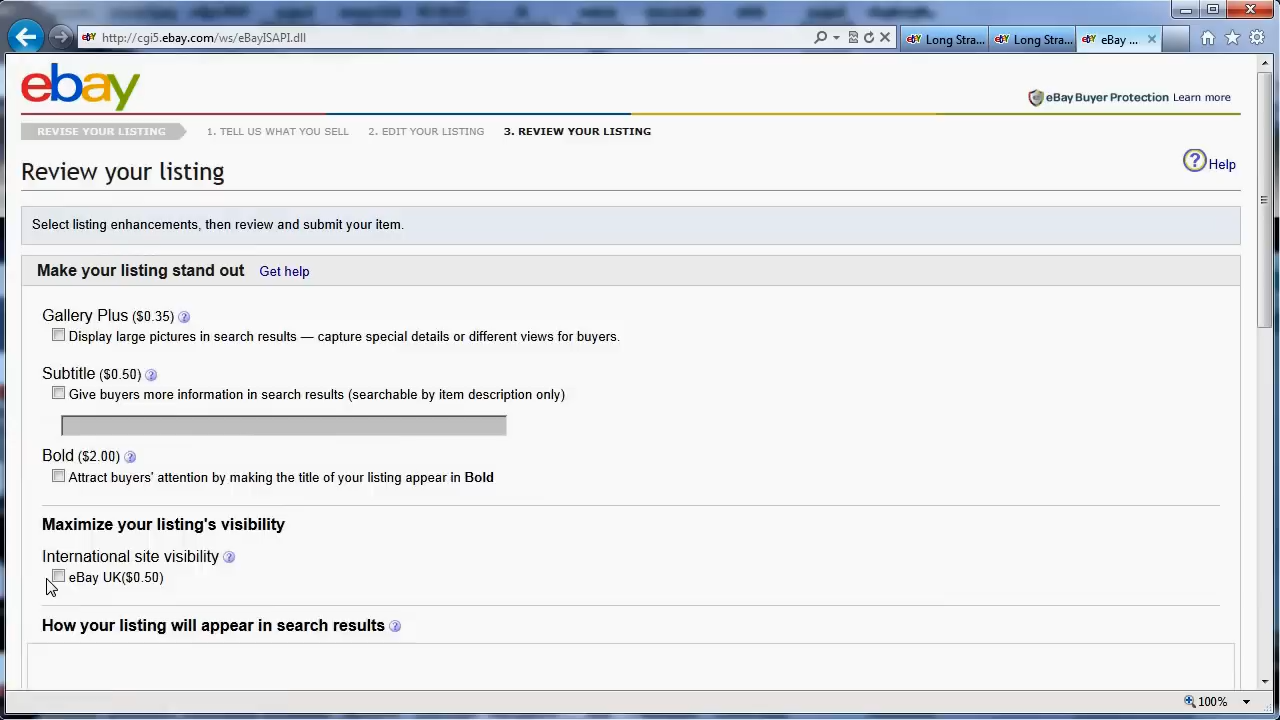 http://cgi5.ebay.com/ws/eBayISAPI.dll
Long Stra...
Long Stra...
eBay ...
ebay
eBay Buyer Protection Learn more
REVISE YOUR LISTING
1. TELL US WHAT YOU SELL
2. EDIT YOUR LISTING
3. REVIEW YOUR LISTING
Review your listing
Help
Select listing enhancements, then review and submit your item.
Make your listing stand out Get help
Gallery Plus ($0.35)
Display large pictures in search results — capture special details or different views for buyers.
Subtitle ($0.50)
Give buyers more information in search results (searchable by item description only)
Bold ($2.00)
Attract buyers' attention by making the title of your listing appear in Bold
Maximize your listing's visibility
International site visibility
eBay UK($0.50)
How your listing will appear in search results
100%